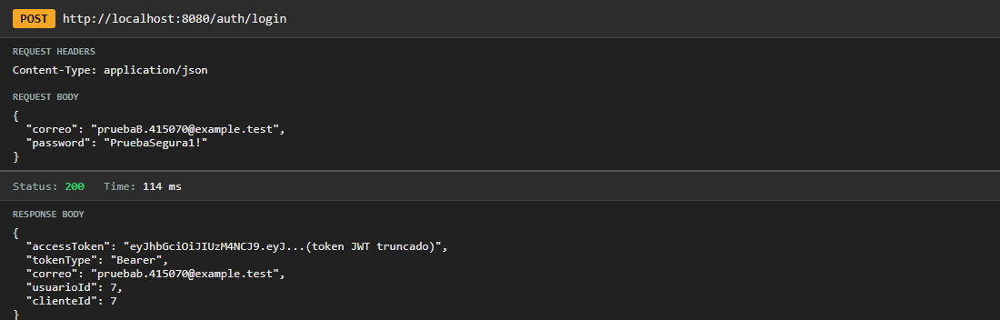 POST http://localhost:8080/auth/login
REQUEST HEADERS
Content-Type: application/json
REQUEST BODY
{
  "correo": "pruebaB.415070@example.test",
  "password": "PruebaSegura1!"
}
Status: 200 Time: 114 ms
RESPONSE BODY
{
  "accessToken": "eyJhbGciOiJIUzM4NCJ9.eyJ...(token JWT truncado)",
  "tokenType": "Bearer",
  "correo": "pruebab.415070@example.test",
  "usuarioId": 7,
  "clienteId": 7
}